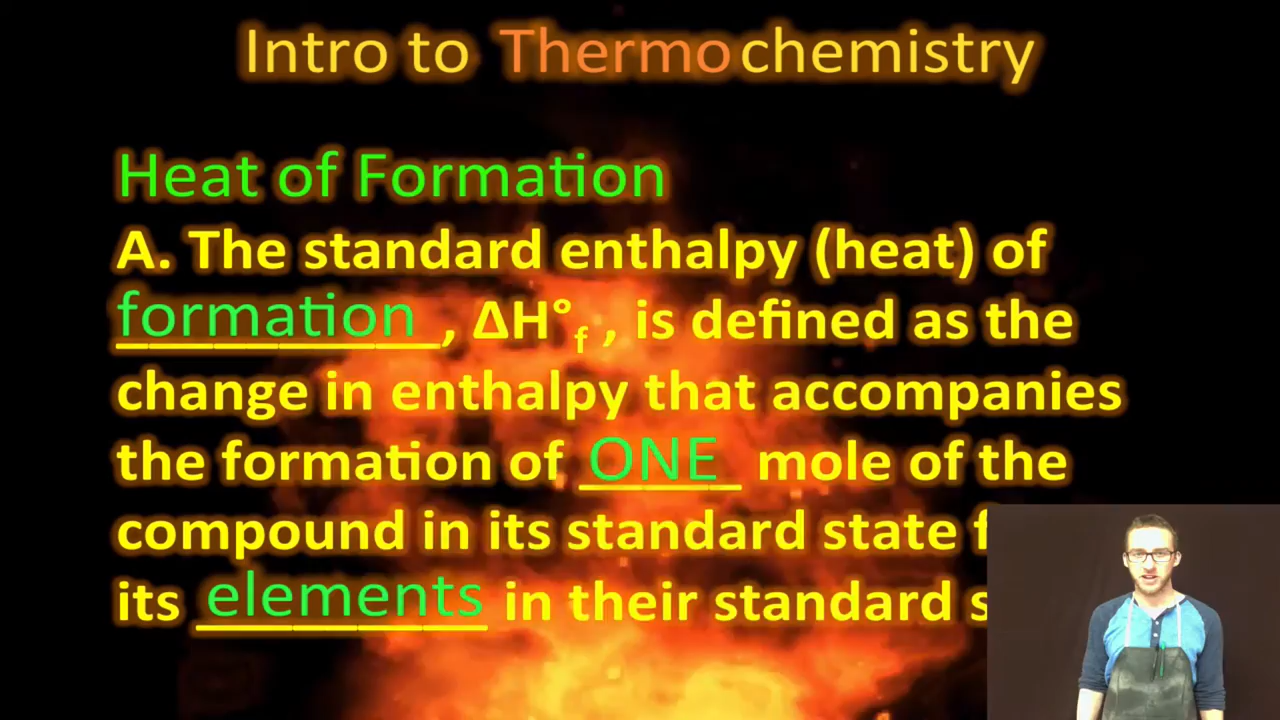 Intro to Thermochemistry
Heat of Formation
A. The standard enthalpy (heat) of
formation, ΔH°f , is defined as the
change in enthalpy that accompanies
the formation of ONE mole of the
compound in its standard state
its elements in their standard